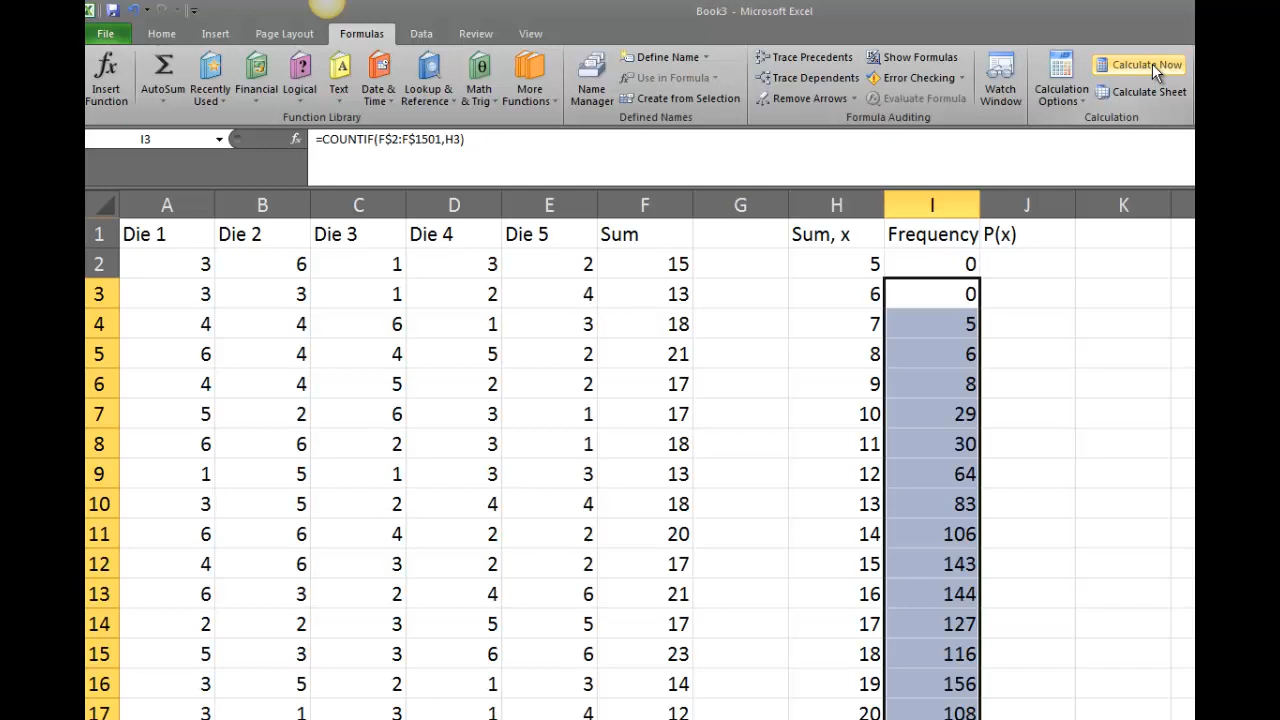 Book3 - Microsoft Excel
File Home Insert Page Layout Formulas Data Review View
fx Insert Function
Σ AutoSum
Recently Used
Financial
Logical
Text
Date & Time
Lookup & Reference
Math & Trig
More Functions
Function Library
Name Manager
Define Name
Use in Formula
Create from Selection
Defined Names
Trace Precedents
Trace Dependents
Remove Arrows
Show Formulas
Error Checking
Evaluate Formula
Formula Auditing
Watch Window
Calculation Options
Calculate Now
Calculate Sheet
Calculation
I3 fx =COUNTIF(F$2:F$1501,H3)
A B C D E F G H I J K
1 Die 1 Die 2 Die 3 Die 4 Die 5 Sum Sum, x Frequency P(x)
2 3 6 1 3 2 15 5 0
3 3 3 1 2 4 13 6 0
4 4 4 6 1 3 18 7 5
5 6 4 4 5 2 21 8 6
6 4 4 5 2 2 17 9 8
7 5 2 6 3 1 17 10 29
8 6 6 2 3 1 18 11 30
9 1 5 1 3 3 13 12 64
10 3 5 2 4 4 18 13 83
11 6 6 4 2 2 20 14 106
12 4 6 3 2 2 17 15 143
13 6 3 2 4 6 21 16 144
14 2 2 3 5 5 17 17 127
15 5 3 3 6 6 23 18 116
16 3 5 2 1 3 14 19 156
17 3 1 3 1 4 12 20 108